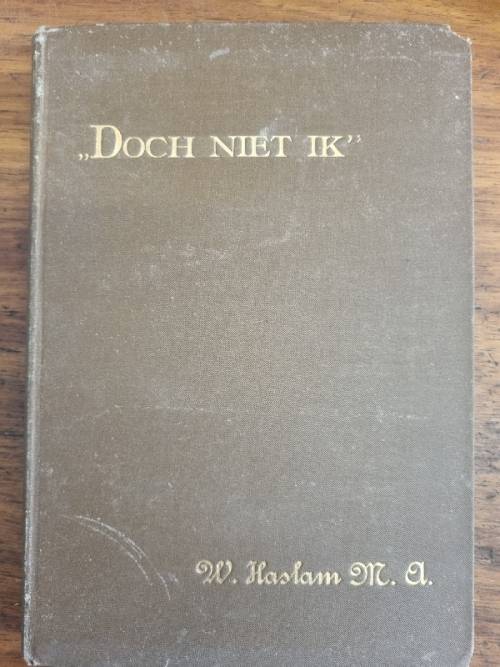 „Doch niet ik”
W. Haslam M. A.